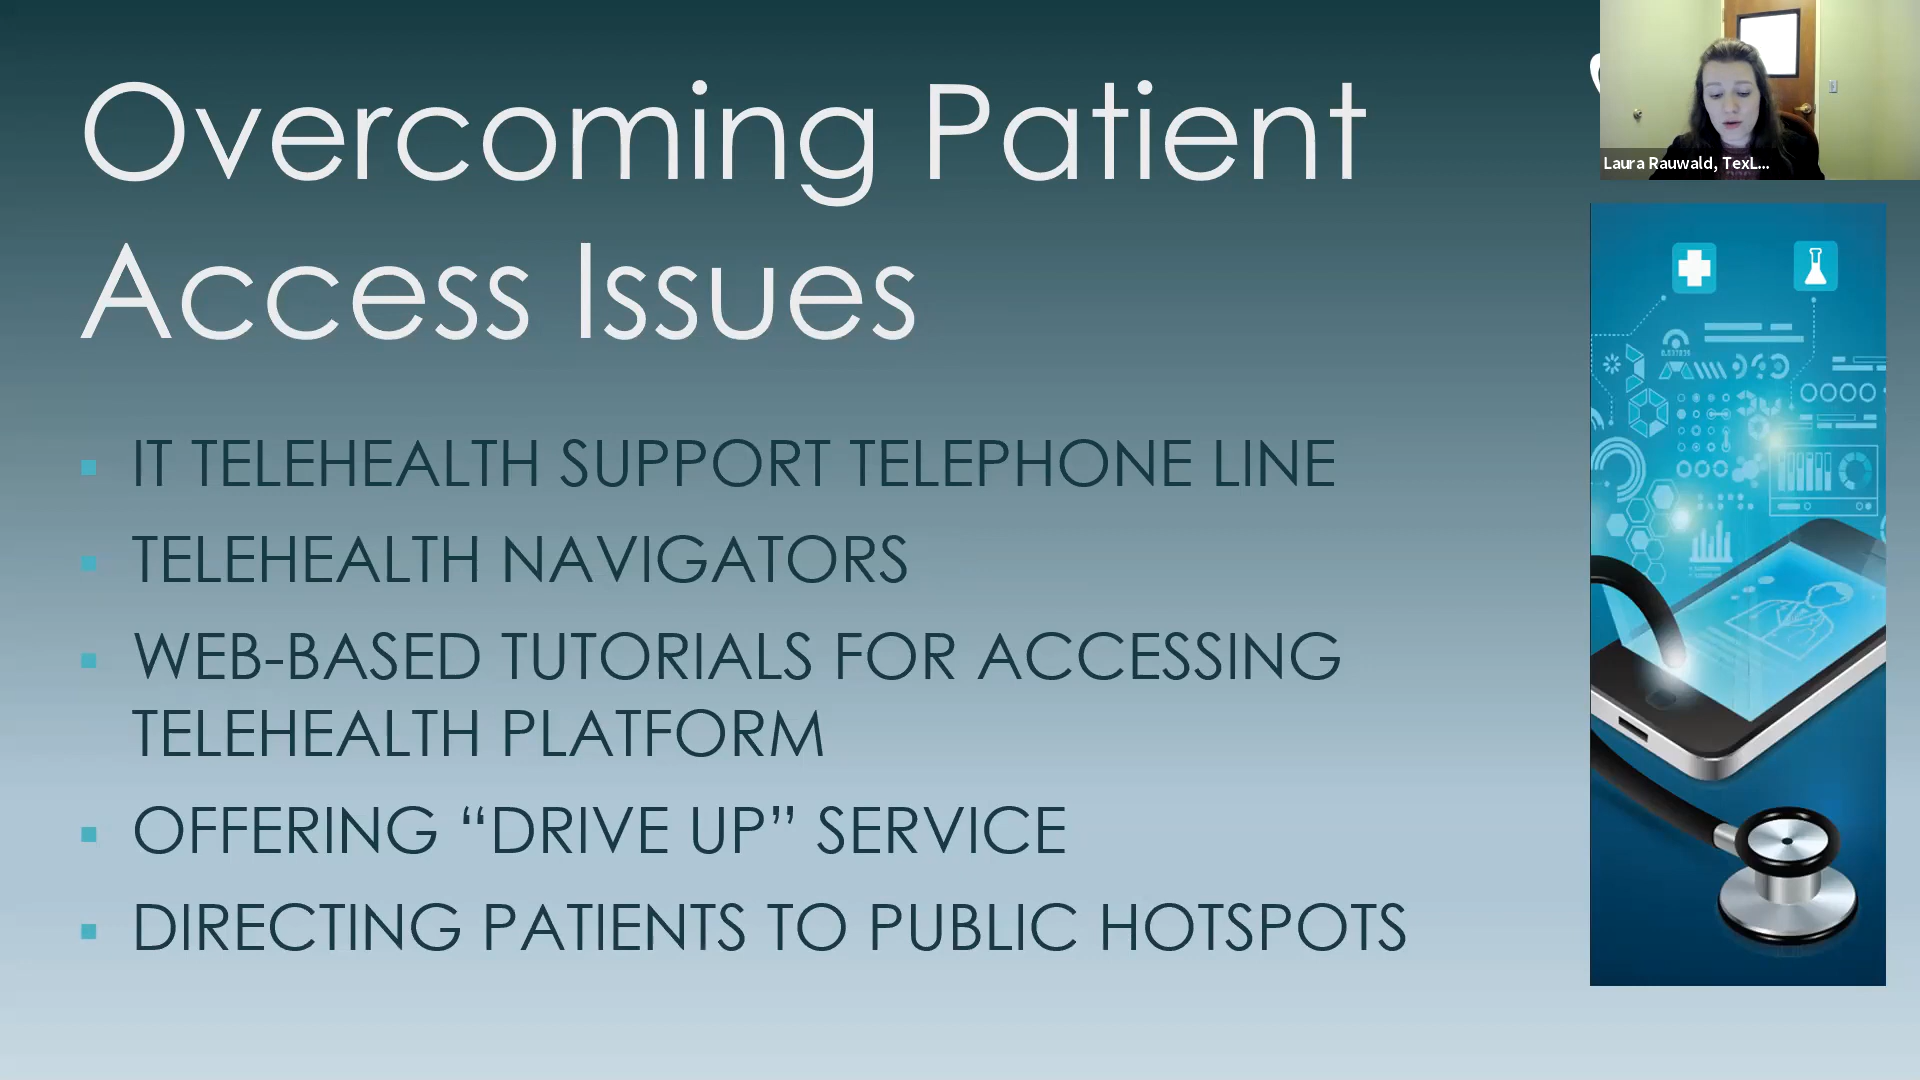 Overcoming Patient
Access Issues
Laura Rauwald, TexL...
IT TELEHEALTH SUPPORT TELEPHONE LINE
TELEHEALTH NAVIGATORS
WEB-BASED TUTORIALS FOR ACCESSING
TELEHEALTH PLATFORM
OFFERING “DRIVE UP” SERVICE
DIRECTING PATIENTS TO PUBLIC HOTSPOTS